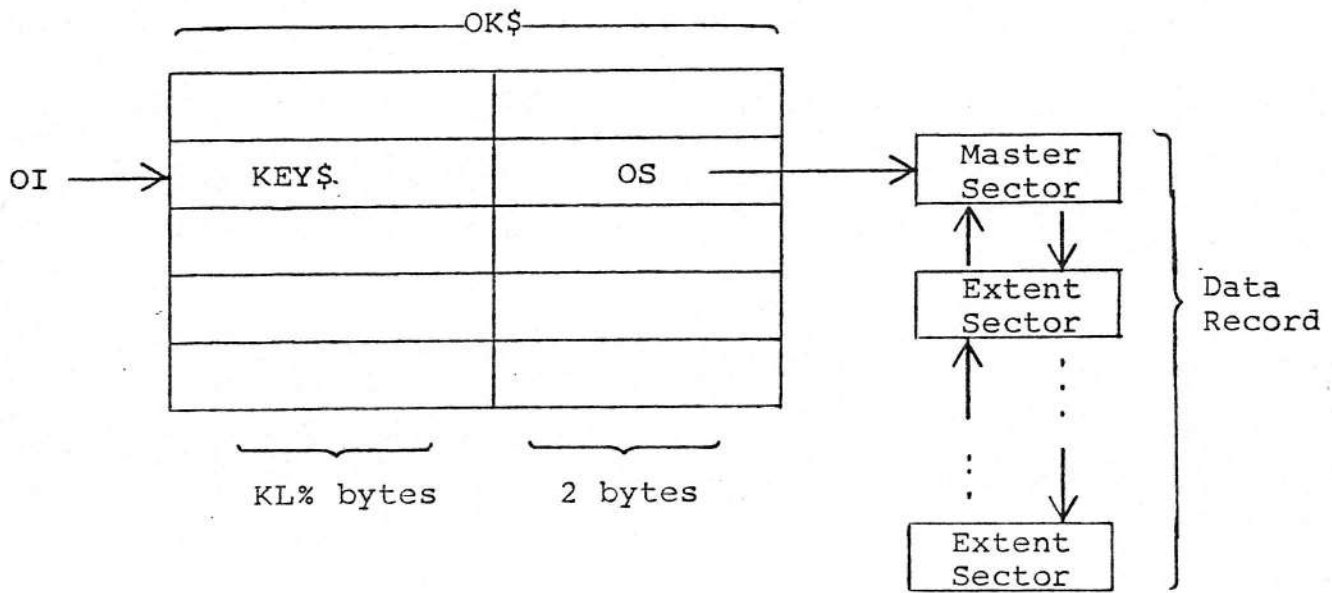 OK$
OI
KEY$
OS
Master
Sector
Extent
Sector
Data
Record
KL% bytes
2 bytes
Extent
Sector